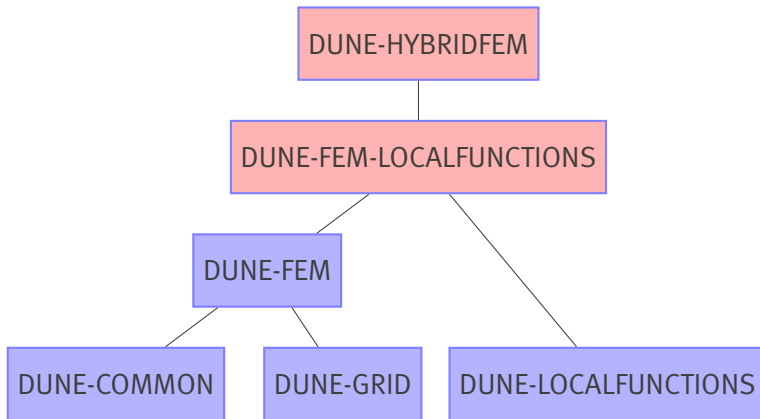 DUNE-HYBRIDFEM
DUNE-FEM-LOCALFUNCTIONS
DUNE-FEM
DUNE-COMMON
DUNE-GRID
DUNE-LOCALFUNCTIONS